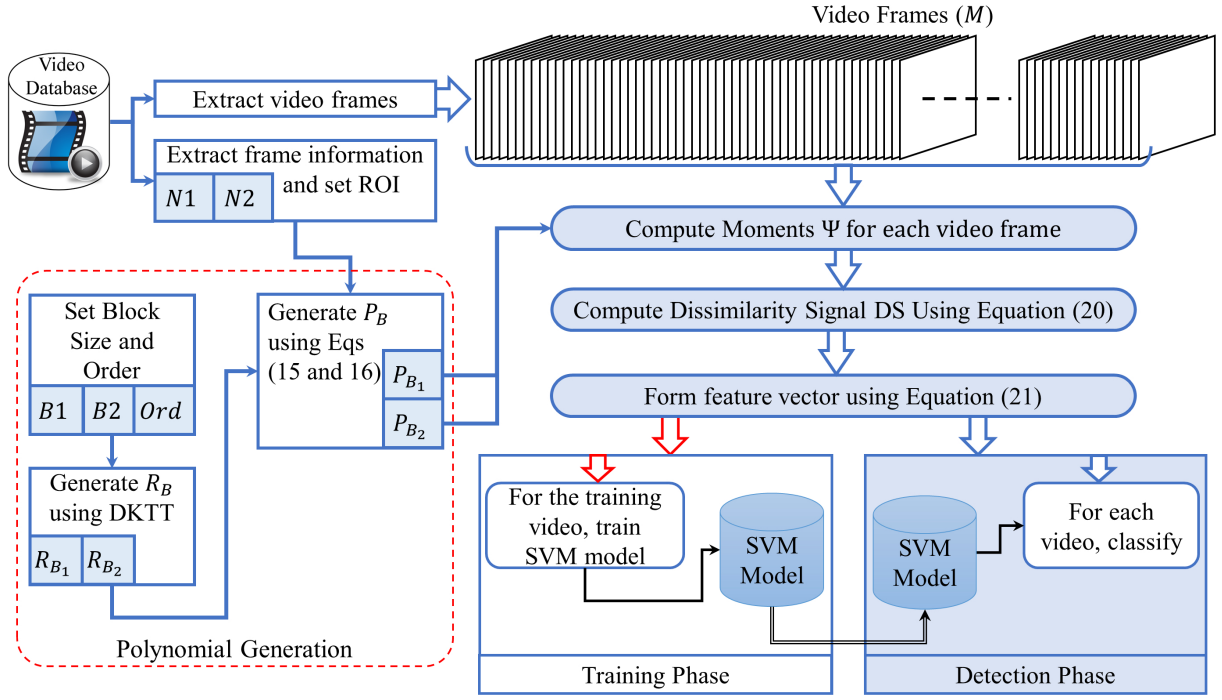 Video Frames (M)
Video
Database
Extract video frames
Extract frame information
and set ROI
N1 N2
Compute Moments Ψ for each video frame
Set Block
Size and
Order
B1 B2 Ord
Generate P_B
using Eqs
(15 and 16)
P_B₁
P_B₂
Compute Dissimilarity Signal DS Using Equation (20)
Form feature vector using Equation (21)
Generate R_B
using DKTT
R_B₁ R_B₂
Polynomial Generation
For the training
video, train
SVM model
SVM
Model
Training Phase
SVM
Model
For each
video, classify
Detection Phase